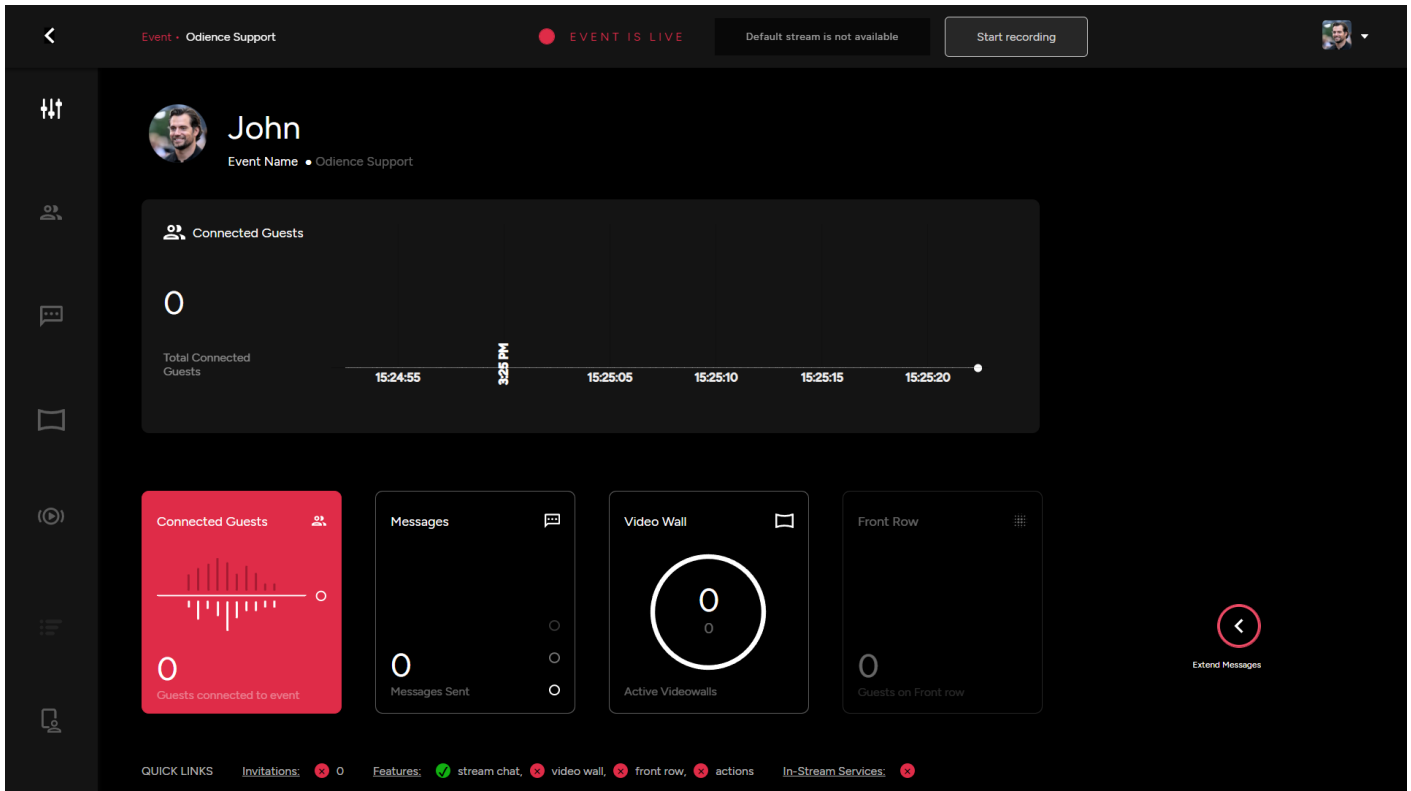 Event • Odience Support
EVENT IS LIVE
Default stream is not available
Start recording
John
Event Name • Odience Support
Connected Guests
0
Total Connected
Guests
15:24:55
3:25 PM
15:25:05
15:25:10
15:25:15
15:25:20
Connected Guests
0
Guests connected to event
Messages
0
Messages Sent
Video Wall
0
0
Active Videowalls
Front Row
0
Guests on Front row
Extend Messages
QUICK LINKS Invitations: 0 Features: stream chat, video wall, front row, actions In-Stream Services: